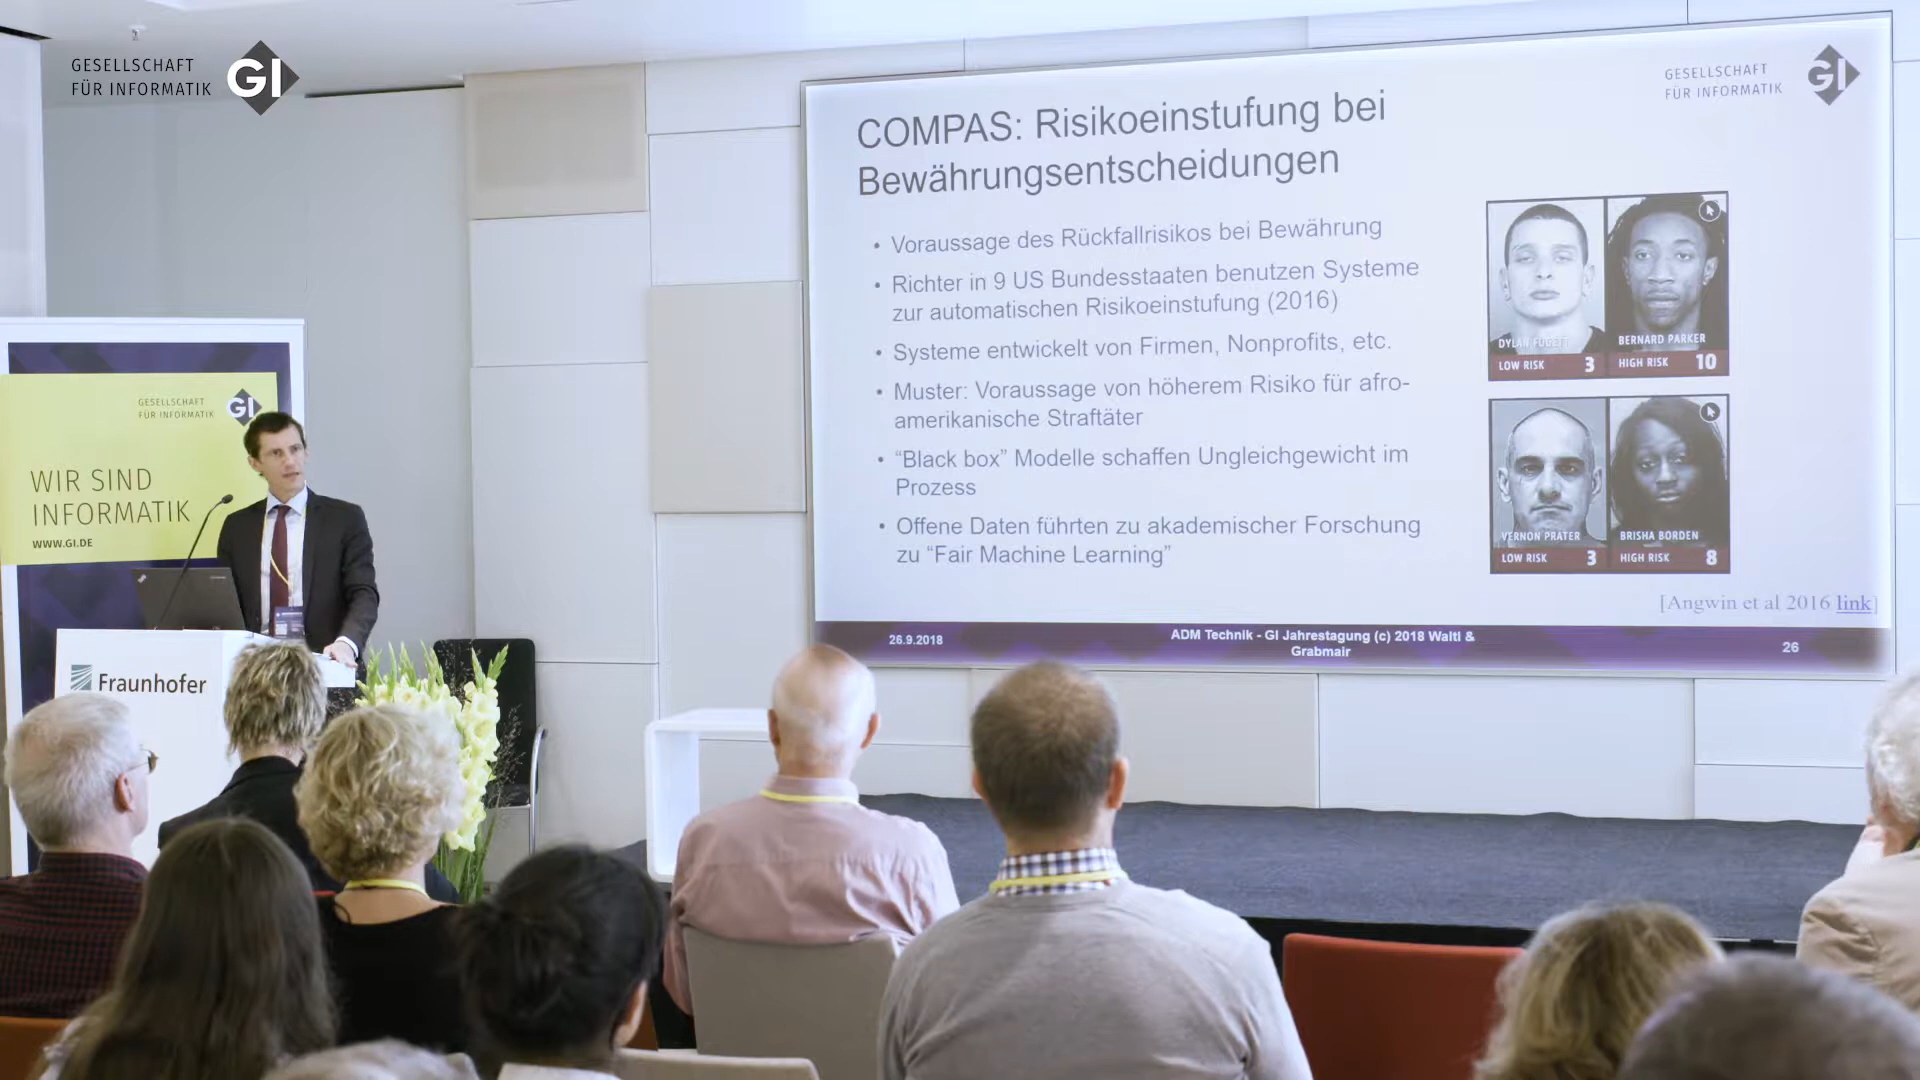 GESELLSCHAFT
FÜR INFORMATIK
GI
GESELLSCHAFT
FÜR INFORMATIK
GI
COMPAS: Risikoeinstufung bei
Bewährungsentscheidungen
• Voraussage des Rückfallrisikos bei Bewährung
• Richter in 9 US Bundesstaaten benutzen Systeme
zur automatischen Risikoeinstufung (2016)
• Systeme entwickelt von Firmen, Nonprofits, etc.
• Muster: Voraussage von höherem Risiko für afro-
amerikanische Straftäter
• “Black box” Modelle schaffen Ungleichgewicht im
Prozess
• Offene Daten führten zu akademischer Forschung
zu “Fair Machine Learning”
DYLAN FUGETT
LOW RISK 3
BERNARD PARKER
HIGH RISK 10
VERNON PRATER
LOW RISK 3
BRISHA BORDEN
HIGH RISK 8
[Angwin et al 2016 link]
26.9.2018
ADM Technik - GI Jahrestagung (c) 2018 Waltl &
Grabmair
26
GESELLSCHAFT
FÜR INFORMATIK
GI
WIR SIND
INFORMATIK
WWW.GI.DE
Fraunhofer